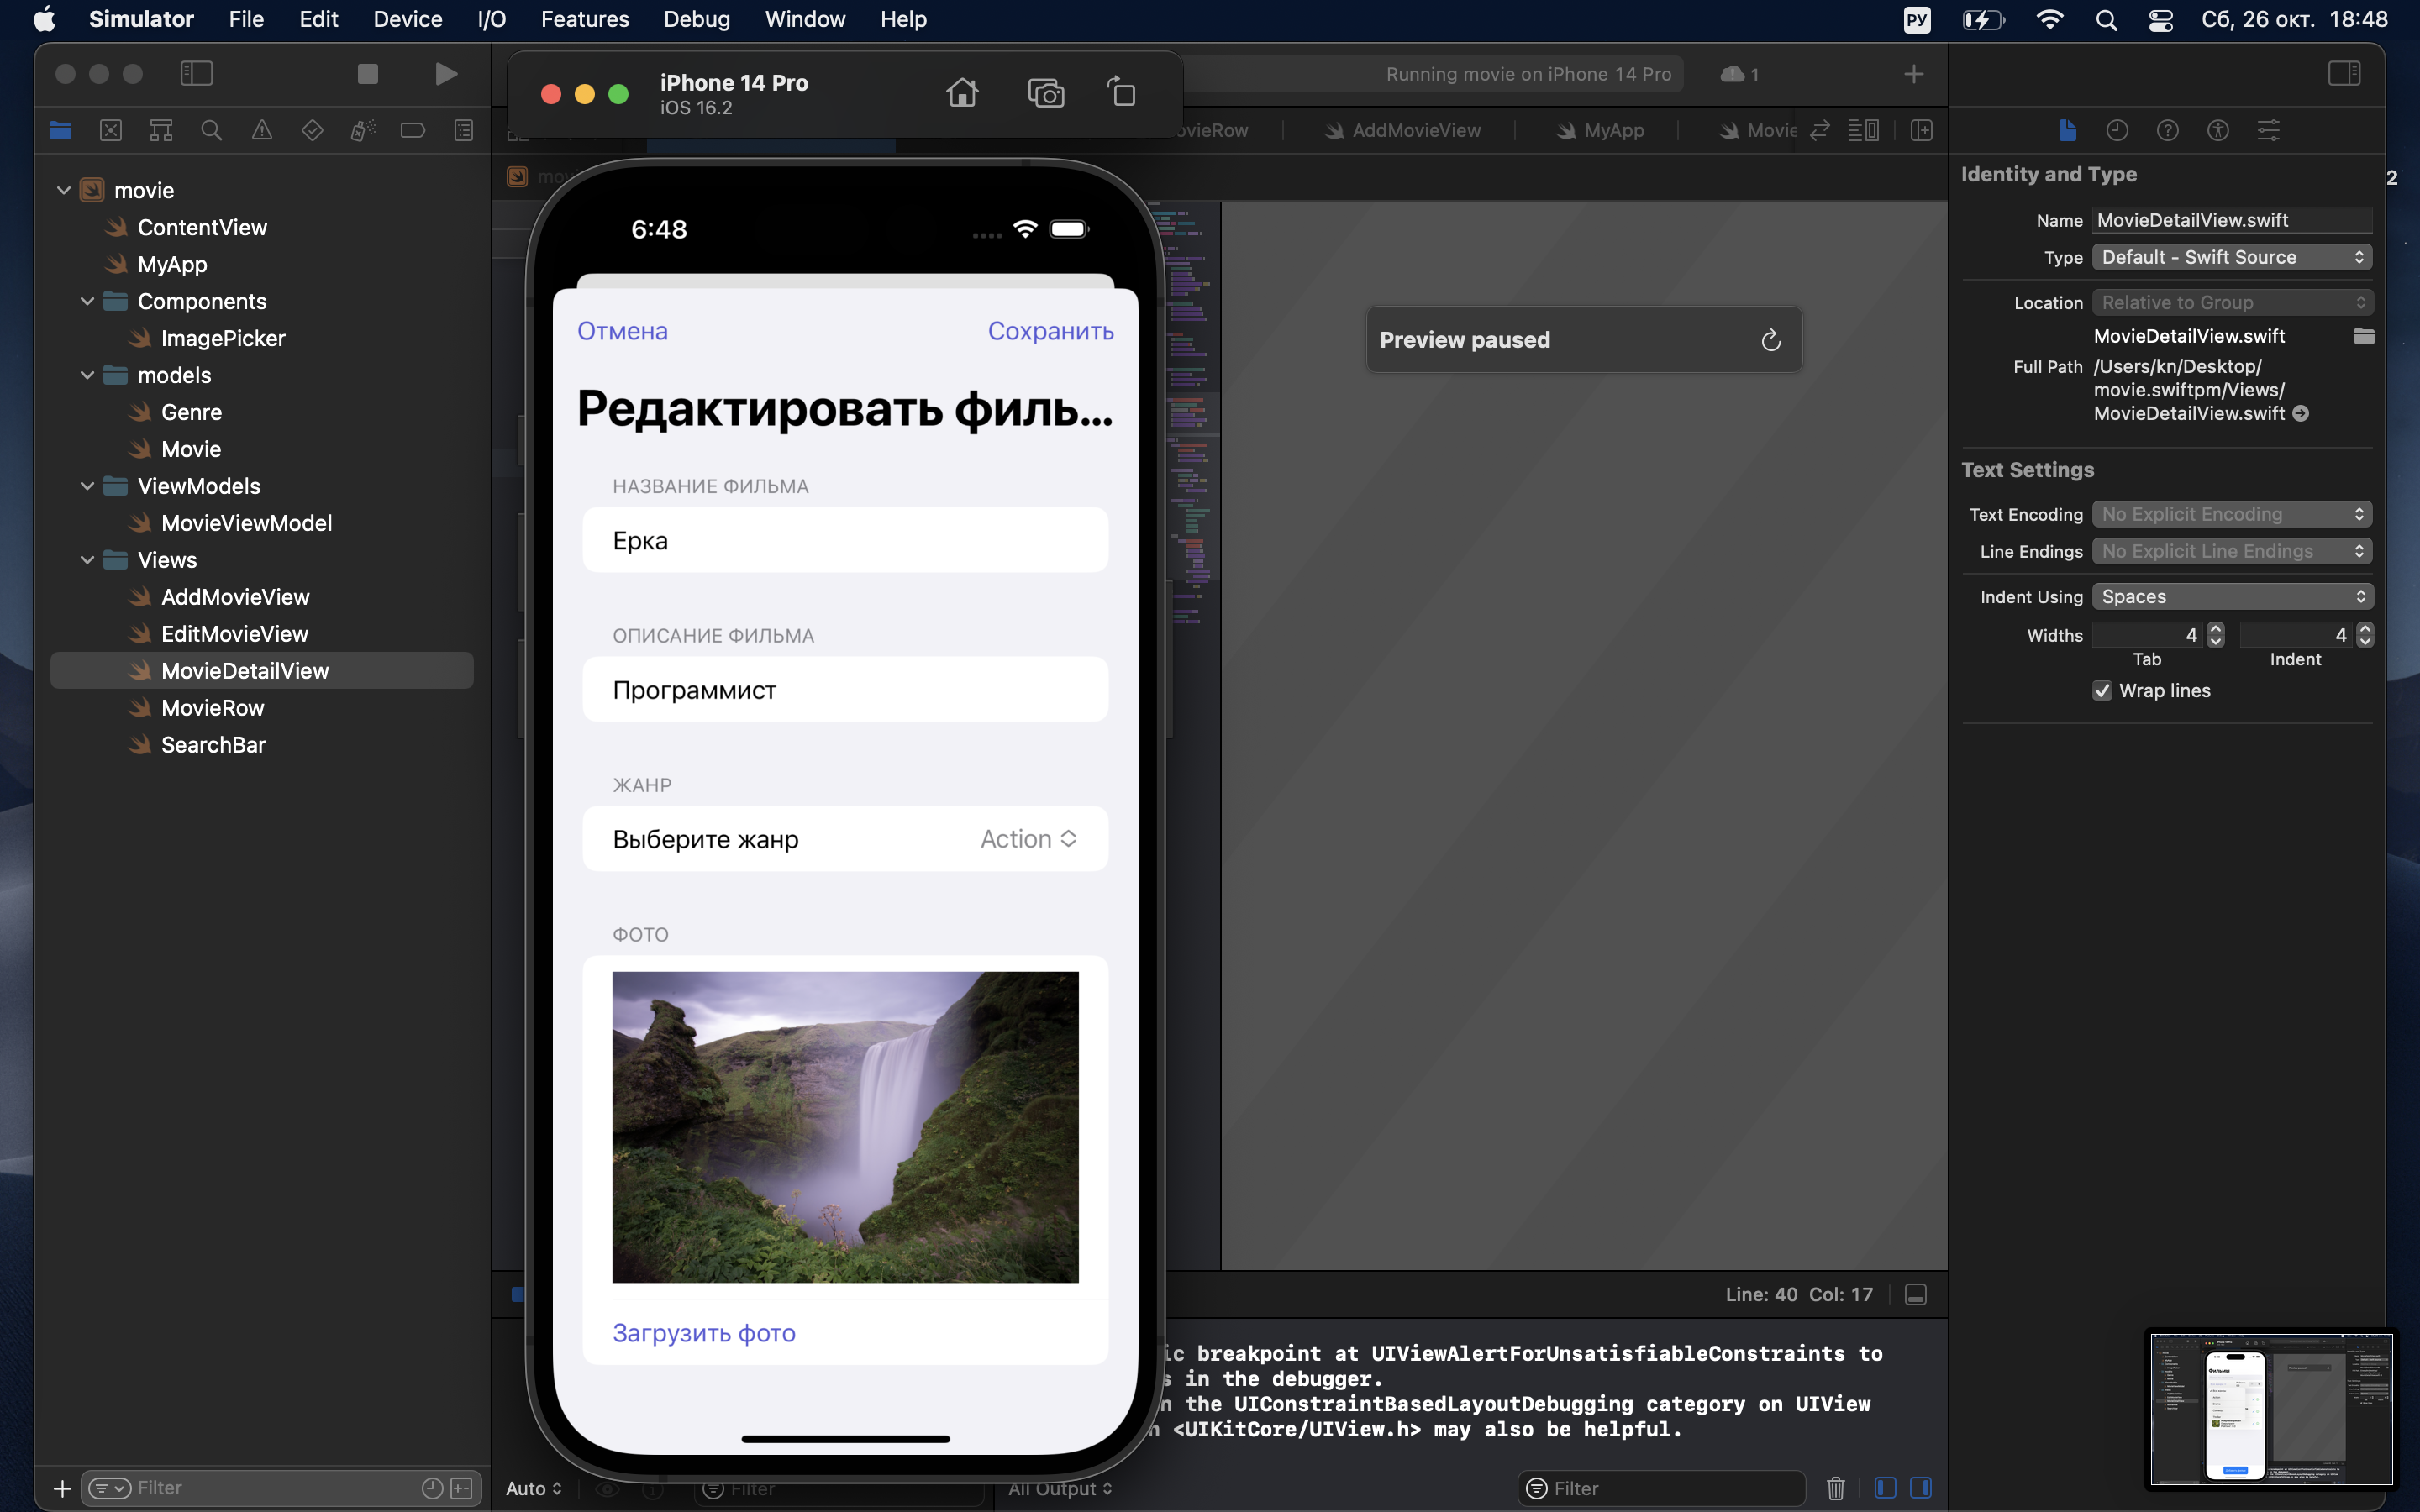 Simulator File Edit Device I/O Features Debug Window Help
РУ Сб, 26 окт. 18:48
iPhone 14 Pro
iOS 16.2
Running movie on iPhone 14 Pro
1
ovieRow AddMovieView MyApp Movie
movie
ContentView
MyApp
Components
ImagePicker
models
Genre
Movie
ViewModels
MovieViewModel
Views
AddMovieView
EditMovieView
MovieDetailView
MovieRow
SearchBar
Filter
6:48
Отмена Сохранить
Редактировать филь...
НАЗВАНИЕ ФИЛЬМА
Ерка
ОПИСАНИЕ ФИЛЬМА
Программист
ЖАНР
Выберите жанр Action
ФОТО
Загрузить фото
Preview paused
Line: 40 Col: 17
ic breakpoint at UIViewAlertForUnsatisfiableConstraints to
s in the debugger.
n the UIConstraintBasedLayoutDebugging category on UIView
n <UIKitCore/UIView.h> may also be helpful.
Auto Filter All Output Filter
Identity and Type
2
Name MovieDetailView.swift
Type Default - Swift Source
Location Relative to Group
MovieDetailView.swift
Full Path /Users/kn/Desktop/
movie.swiftpm/Views/
MovieDetailView.swift
Text Settings
Text Encoding No Explicit Encoding
Line Endings No Explicit Line Endings
Indent Using Spaces
Widths 4 4
Tab Indent
Wrap lines